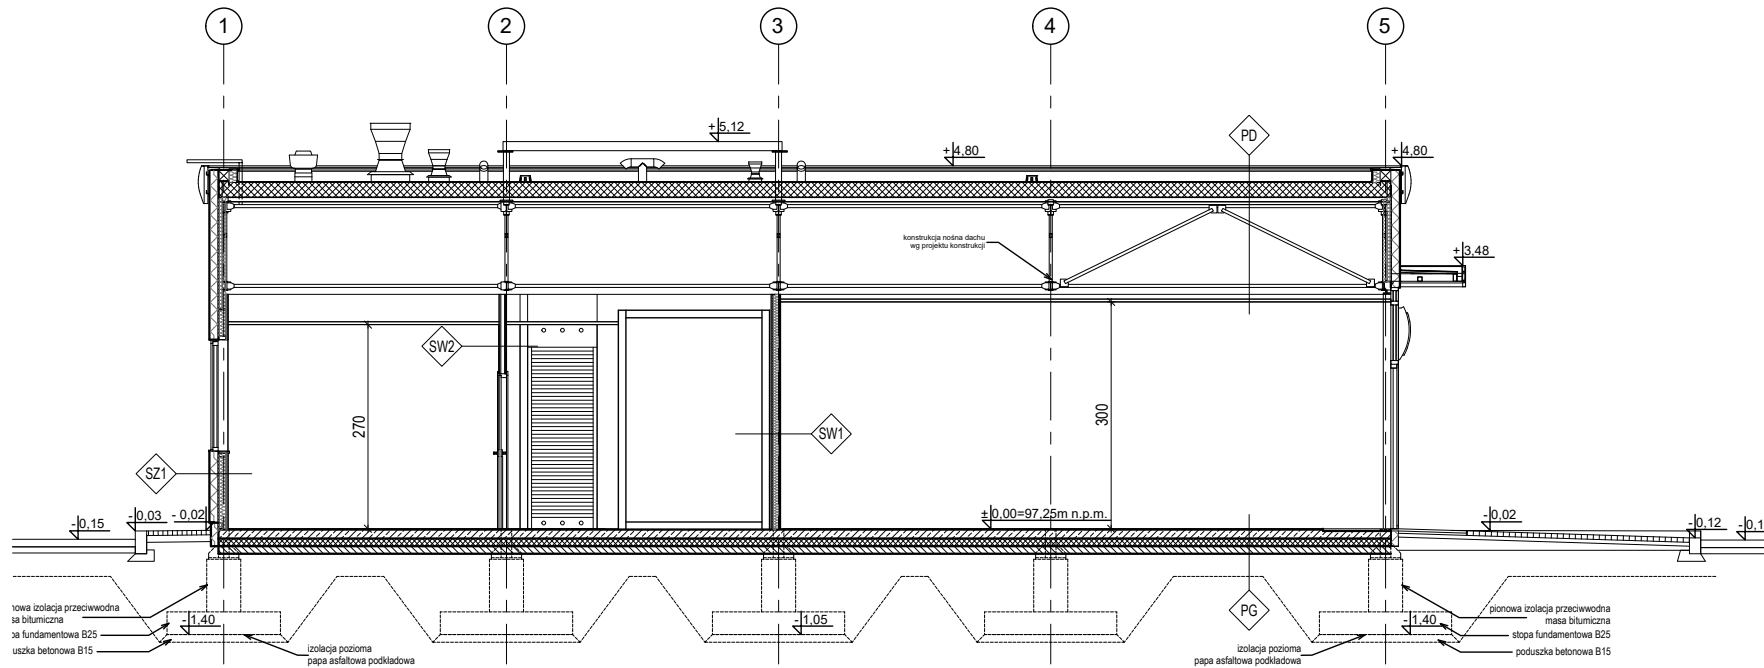 1 2 3 4 5
+5,12
PD
+4,80
+4,80
konstrukcja nośna dachu
wg projektu konstrukcji
+3,48
SW2
270
300
SW1
SZ1
-0,15
-0,03
-0,02
±0,00=97,25m n.p.m.
-0,02
-0,12
-0,1
nowa izolacja przeciwwodna
sa bitumiczna
-1,40
pa fundamentowa B25
uszka betonowa B15
izolacja pozioma
papa asfaltowa podkładowa
-1,05
PG
-1,40
pionowa izolacja przeciwwodna
masa bitumiczna
stopa fundamentowa B25
poduszka betonowa B15
izolacja pozioma
papa asfaltowa podkładowa